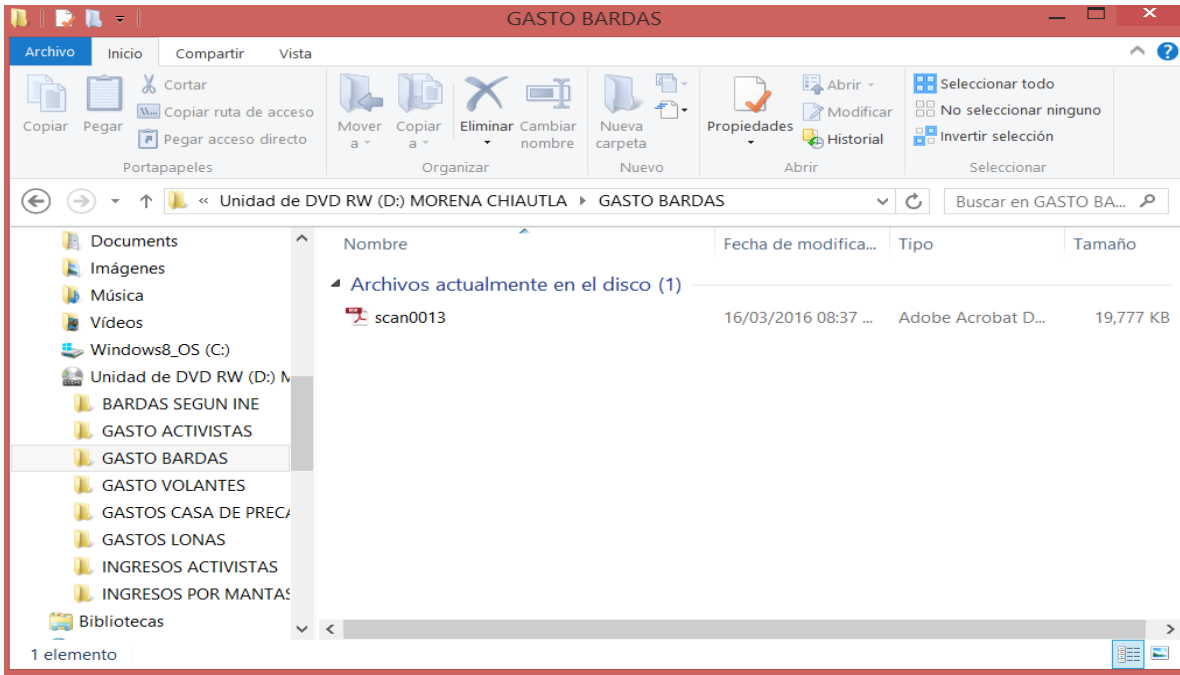 GASTO BARDAS
Archivo Inicio Compartir Vista
Copiar
Pegar
Cortar
Copiar ruta de acceso
Pegar acceso directo
Portapapeles
Mover a
Copiar a
Eliminar
Cambiar nombre
Organizar
Nueva carpeta
Nuevo
Propiedades
Abrir
Modificar
Historial
Abrir
Seleccionar todo
No seleccionar ninguno
Invertir selección
Seleccionar
« Unidad de DVD RW (D:) MORENA CHIAUTLA GASTO BARDAS
Buscar en GASTO BA...
Documents
Imágenes
Música
Vídeos
Windows8_OS (C:)
Unidad de DVD RW (D:) M
BARDAS SEGUN INE
GASTO ACTIVISTAS
GASTO BARDAS
GASTO VOLANTES
GASTOS CASA DE PRECA
GASTOS LONAS
INGRESOS ACTIVISTAS
INGRESOS POR MANTAS
Bibliotecas
Nombre Fecha de modifica... Tipo Tamaño
Archivos actualmente en el disco (1)
scan0013 16/03/2016 08:37 ... Adobe Acrobat D... 19,777 KB
1 elemento